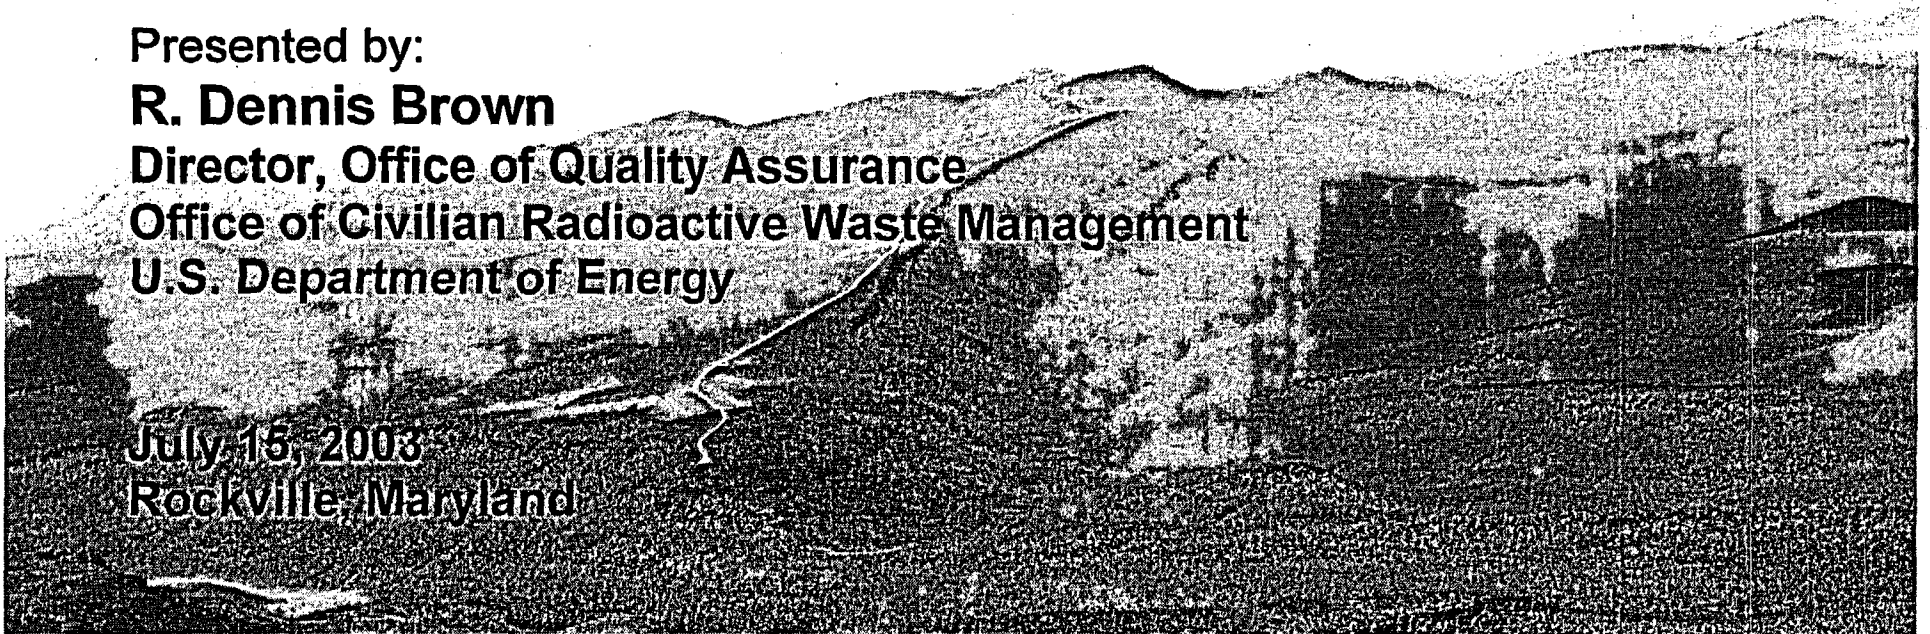 Presented by:
R. Dennis Brown
Director, Office of Quality Assurance
Office of Civilian Radioactive Waste Management
U.S. Department of Energy
July 15, 2003
Rockville, Maryland